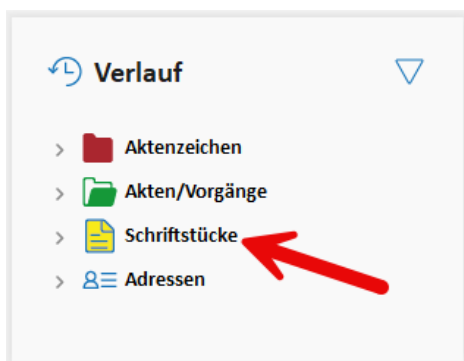 Verlauf
Aktenzeichen
Akten/Vorgänge
Schriftstücke
Adressen